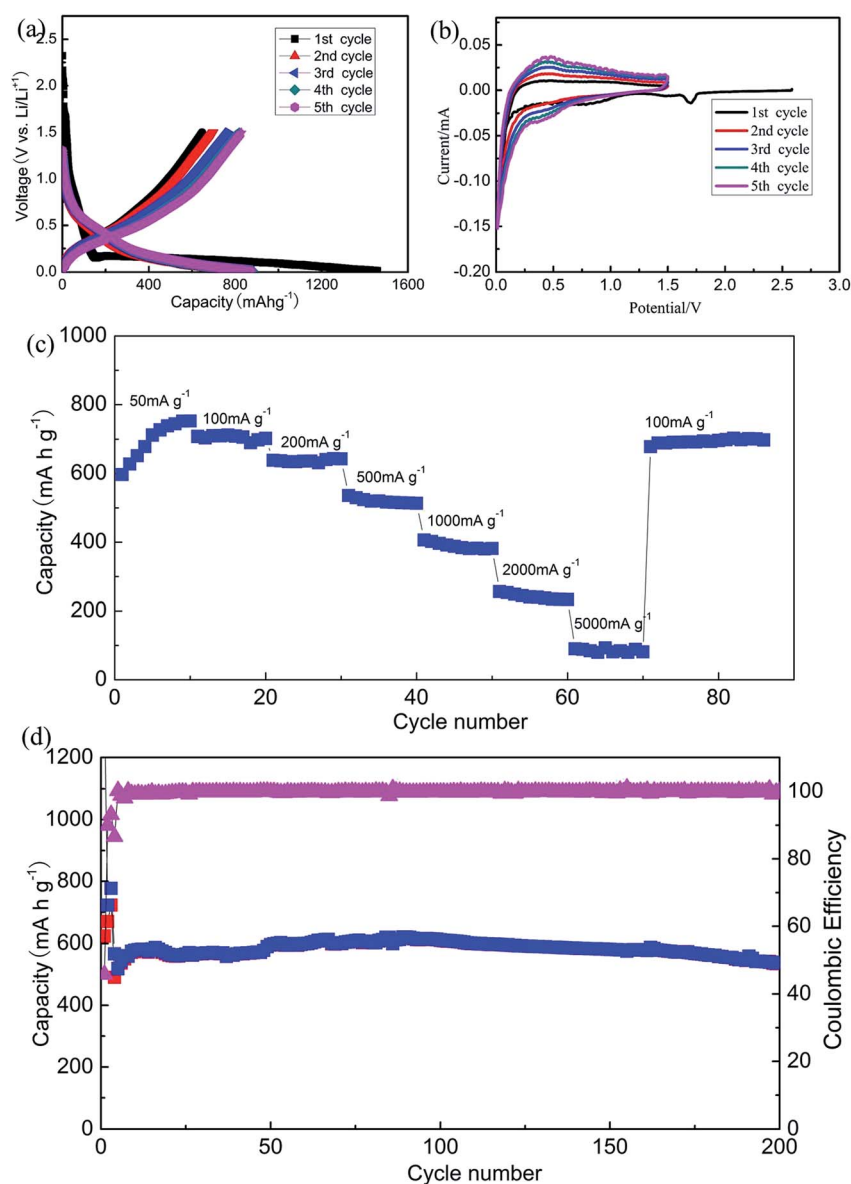 (a)
2.5
2.0
1.5
1.0
0.5
0.0
Voltage (V vs. Li/Li+1)
1st cycle
2nd cycle
3rd cycle
4th cycle
5th cycle
0 400 800 1200 1600
Capacity (mAhg-1)
(b)
0.05
0.00
-0.05
-0.10
-0.15
-0.20
Current/mA
1st cycle
2nd cycle
3rd cycle
4th cycle
5th cycle
0.0 0.5 1.0 1.5 2.0 2.5 3.0
Potential/V
(c)
1000
800
600
400
200
0
Capacity (mA h g-1)
50mA g-1
100mA g-1
200mA g-1
500mA g-1
1000mA g-1
2000mA g-1
5000mA g-1
100mA g-1
0 20 40 60 80
Cycle number
(d)
1200
1000
800
600
400
200
0
Capacity (mA h g-1)
100
80
60
40
20
0
Coulombic Efficiency
0 50 100 150 200
Cycle number